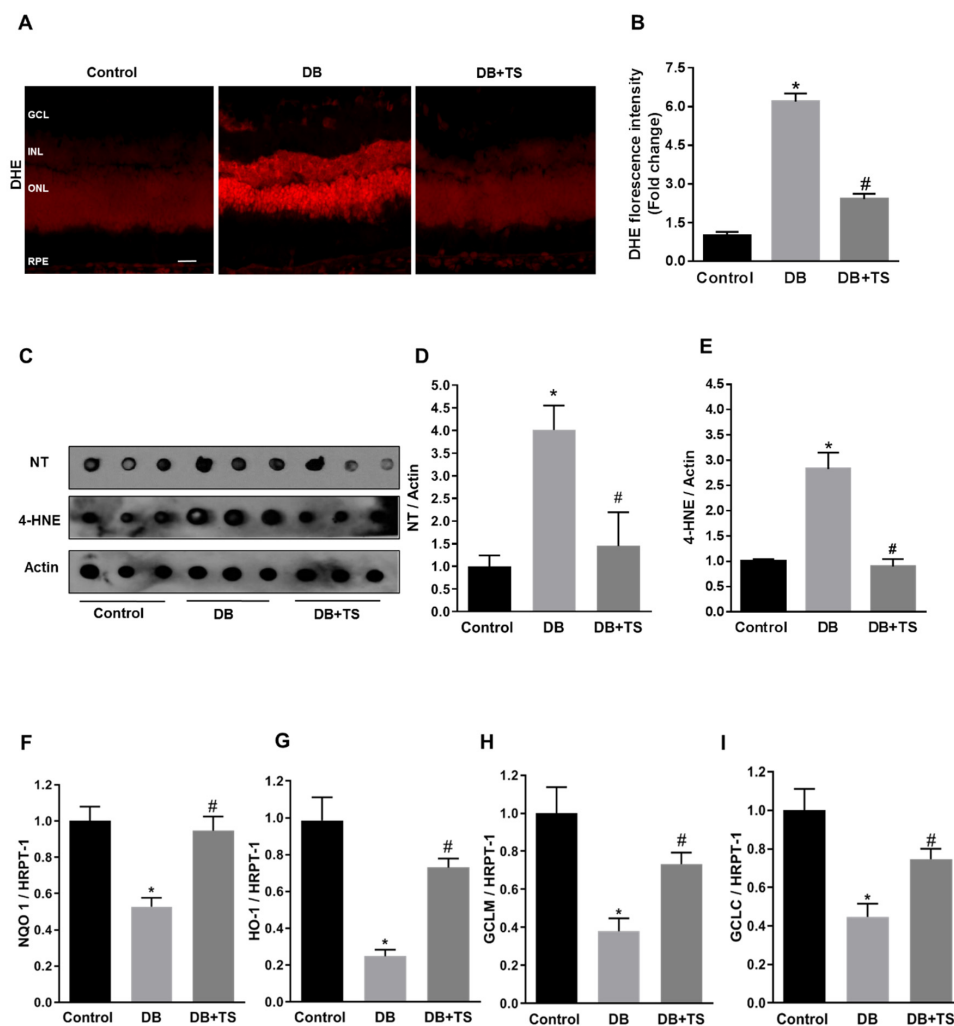 A
Control DB DB+TS
DHE
GCL
INL
ONL
RPE
B
DHE florescence intensity
(Fold change)
7.5
6.0
4.5
3.0
1.5
0.0
*
#
Control DB DB+TS
C
NT
4-HNE
Actin
Control DB DB+TS
D
NT / Actin
5.0
4.5
4.0
3.5
3.0
2.5
2.0
1.5
1.0
0.5
0.0
*
#
Control DB DB+TS
E
4-HNE / Actin
4.5
4.0
3.5
3.0
2.5
2.0
1.5
1.0
0.5
0.0
*
#
Control DB DB+TS
F
NQO 1 / HRPT-1
1.2
1.0
0.8
0.6
0.4
0.2
0.0
*
#
Control DB DB+TS
G
HO-1 / HRPT-1
1.2
1.0
0.8
0.6
0.4
0.2
0.0
*
#
Control DB DB+TS
H
GCLM / HRPT-1
1.2
1.0
0.8
0.6
0.4
0.2
0.0
*
#
Control DB DB+TS
I
GCLC / HRPT-1
1.2
1.0
0.8
0.6
0.4
0.2
0.0
*
#
Control DB DB+TS